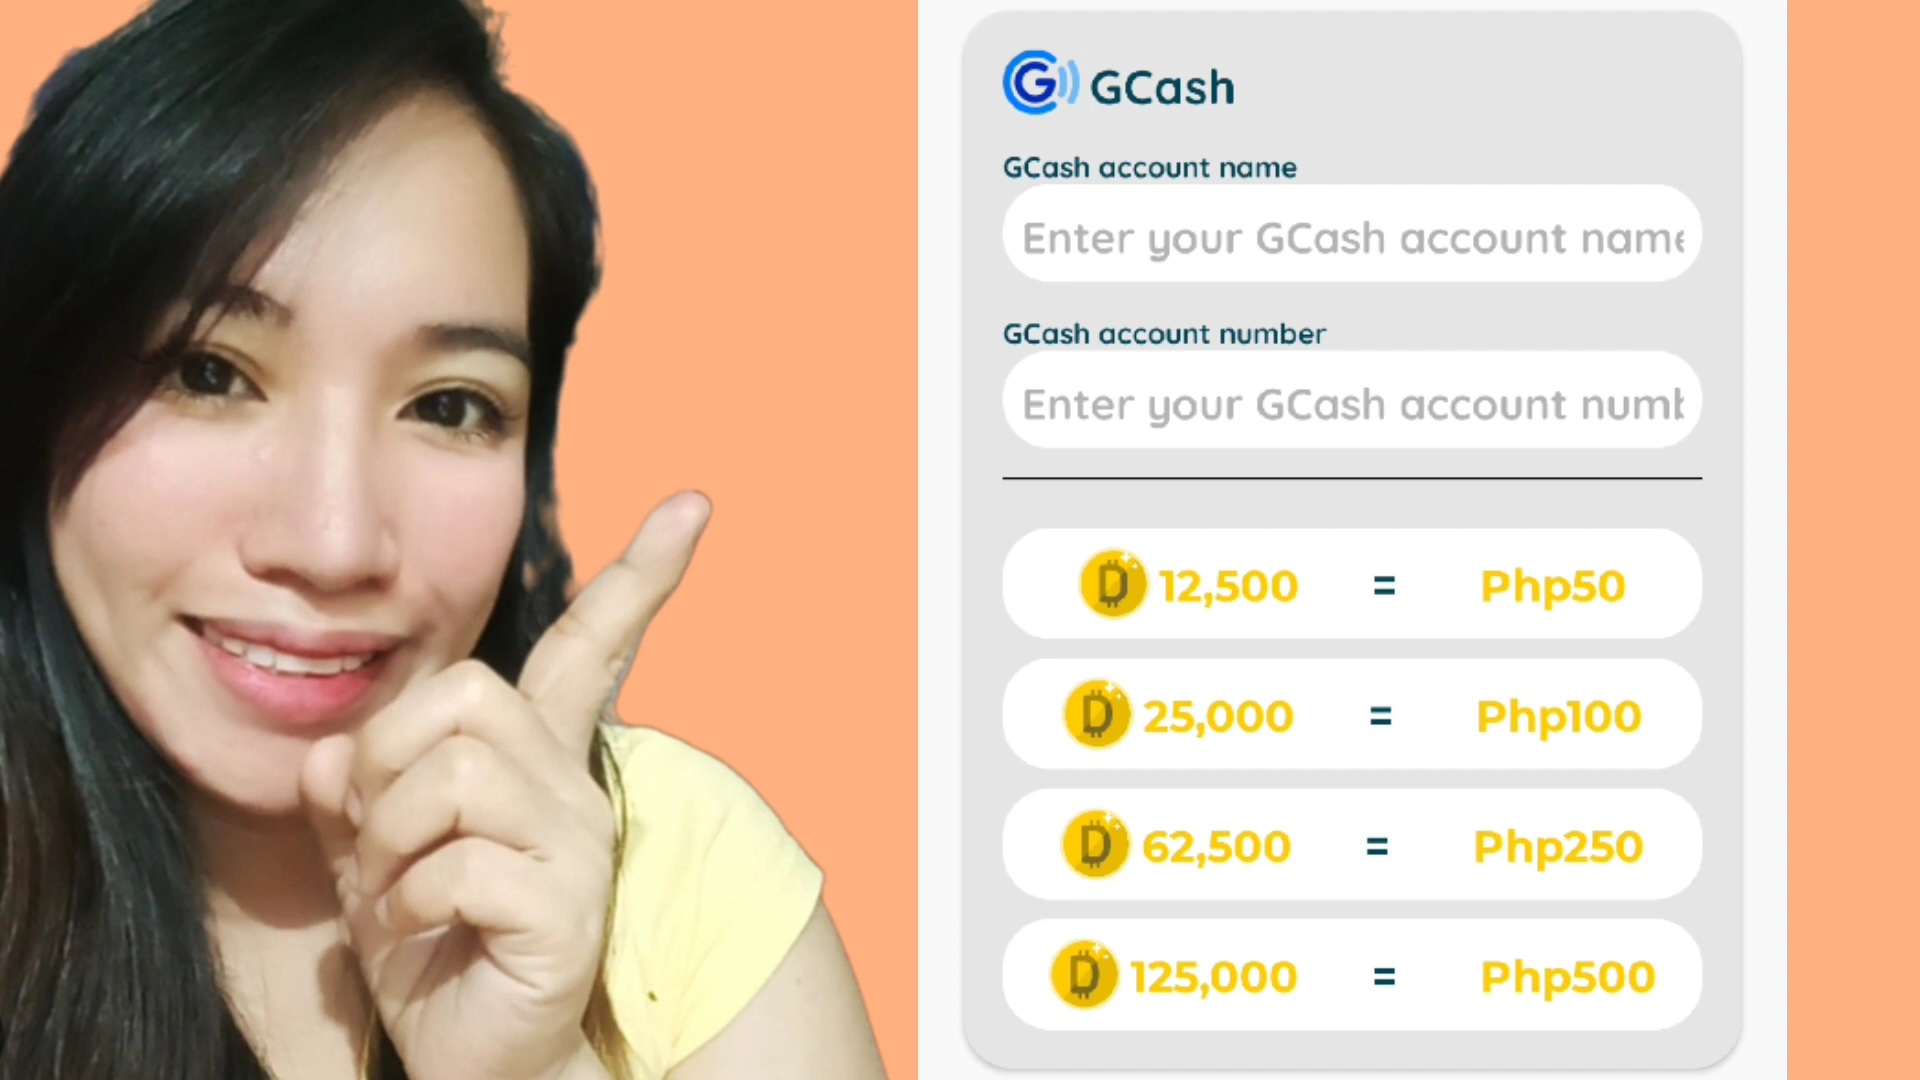 GCash
GCash account name
Enter your GCash account name
GCash account number
Enter your GCash account numb
12,500 = Php50
25,000 = Php100
62,500 = Php250
125,000 = Php500